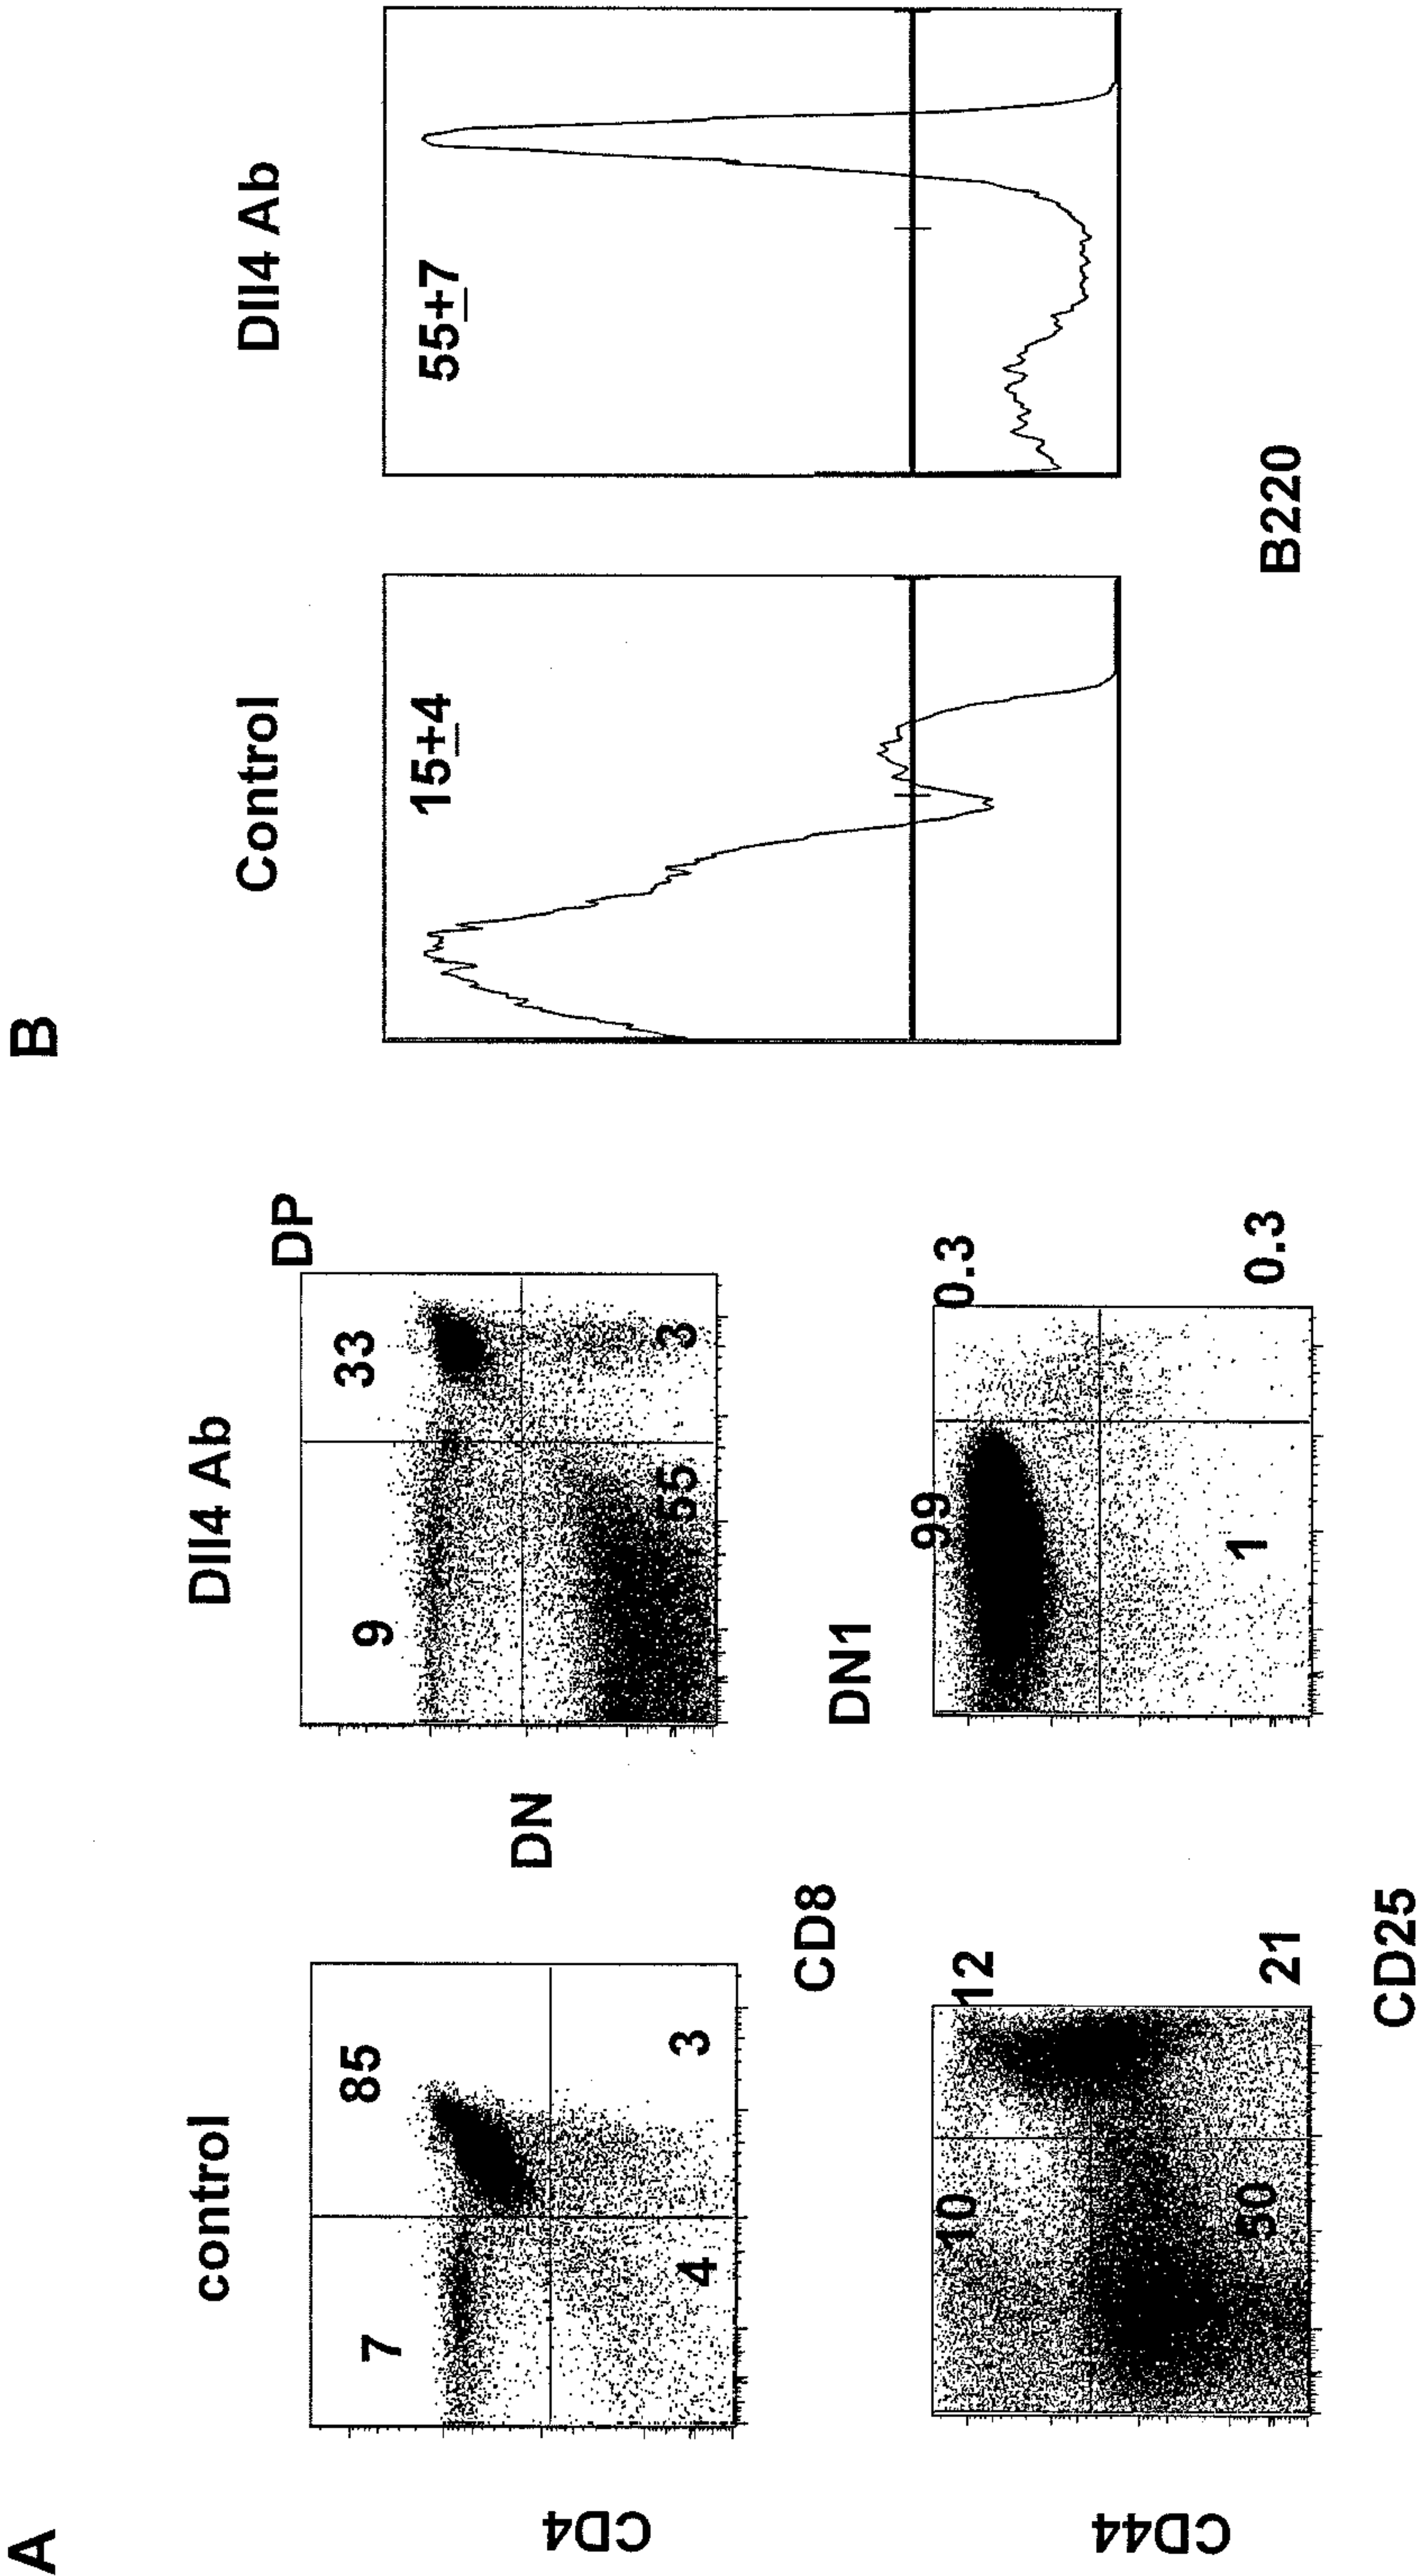 A
control
Dll4 Ab
DP
7
85
4
3
9
33
55
3
CD4
DN
CD8
DN1
10
12
50
21
99
0.3
1
0.3
CD44
CD25
B
Control
Dll4 Ab
15±4
55±7
B220